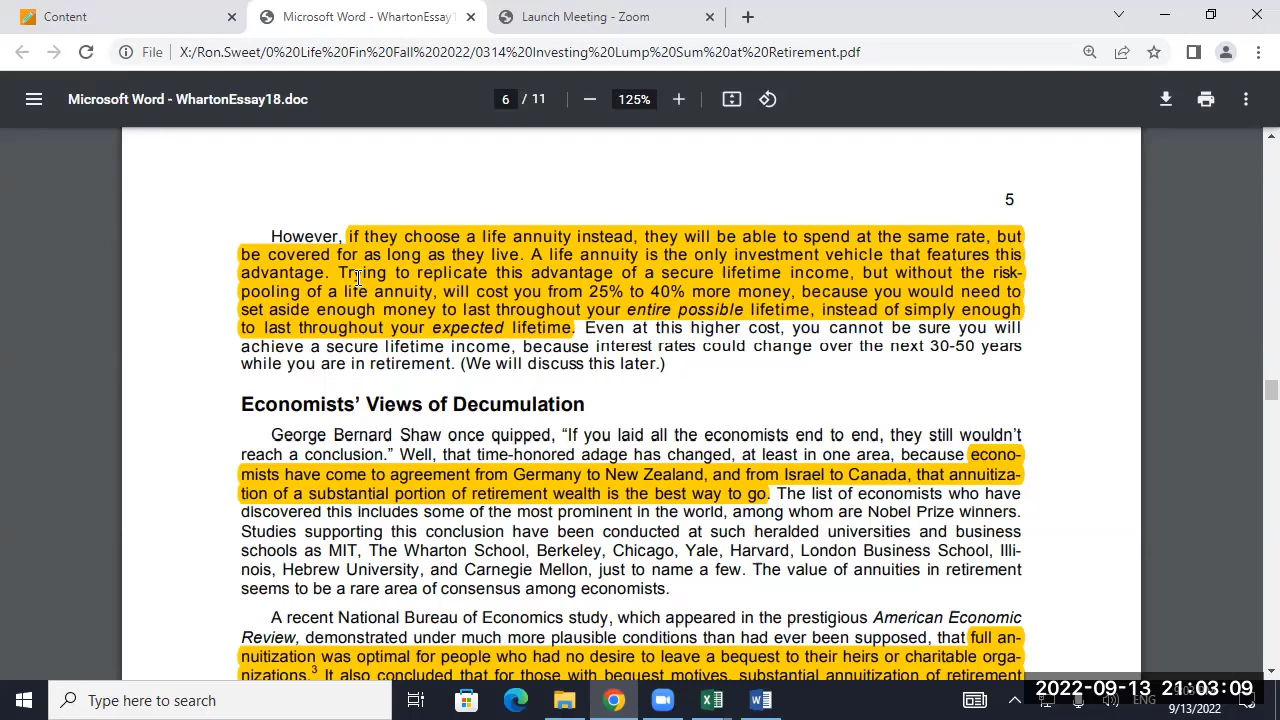 Content
Microsoft Word - WhartonEssay1
Launch Meeting - Zoom
File
X:/Ron.Sweet/0%20Life%20Fin%20Fall%202022/0314%20Investing%20Lump%20Sum%20at%20Retirement.pdf
Microsoft Word - WhartonEssay18.doc
6 / 11
125%
5
However, if they choose a life annuity instead, they will be able to spend at the same rate, but
be covered for as long as they live. A life annuity is the only investment vehicle that features this
advantage. Trying to replicate this advantage of a secure lifetime income, but without the risk-
pooling of a life annuity, will cost you from 25% to 40% more money, because you would need to
set aside enough money to last throughout your entire possible lifetime, instead of simply enough
to last throughout your expected lifetime. Even at this higher cost, you cannot be sure you will
achieve a secure lifetime income, because interest rates could change over the next 30-50 years
while you are in retirement. (We will discuss this later.)
Economists’ Views of Decumulation
George Bernard Shaw once quipped, “If you laid all the economists end to end, they still wouldn’t
reach a conclusion.” Well, that time-honored adage has changed, at least in one area, because econo-
mists have come to agreement from Germany to New Zealand, and from Israel to Canada, that annuitiza-
tion of a substantial portion of retirement wealth is the best way to go. The list of economists who have
discovered this includes some of the most prominent in the world, among whom are Nobel Prize winners.
Studies supporting this conclusion have been conducted at such heralded universities and business
schools as MIT, The Wharton School, Berkeley, Chicago, Yale, Harvard, London Business School, Illi-
nois, Hebrew University, and Carnegie Mellon, just to name a few. The value of annuities in retirement
seems to be a rare area of consensus among economists.
A recent National Bureau of Economics study, which appeared in the prestigious American Economic
Review, demonstrated under much more plausible conditions than had ever been supposed, that full an-
nuitization was optimal for people who had no desire to leave a bequest to their heirs or charitable orga-
nizations.3 It also concluded that for those with bequest motives, substantial annuitization of retirement
Type here to search
2022-09-13 21:03:09
ENG
9/13/2022